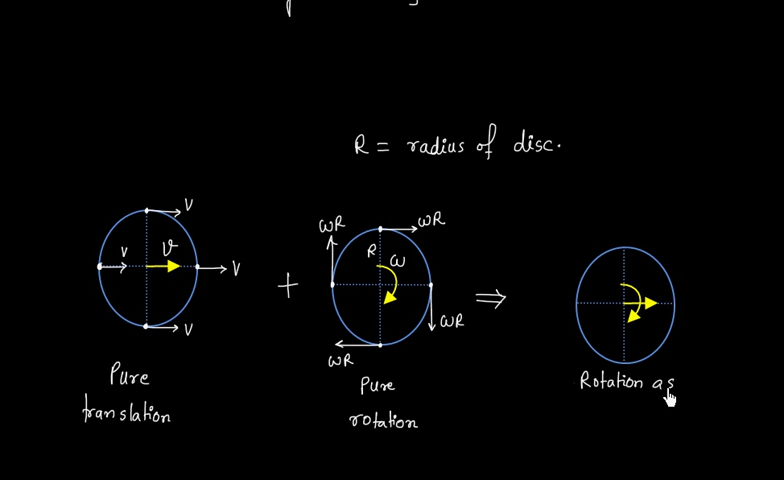 R = radius of disc.
V
V
V
V
V
Pure
translation
+
ωR
ωR
R
ω
ωR
ωR
Pure
rotation
⇒
Rotation as